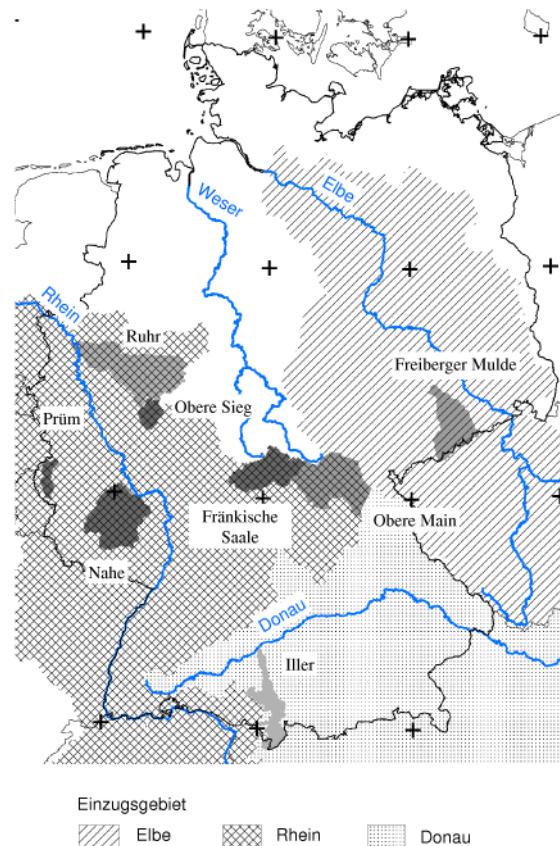 Elbe
Weser
Rhein
Ruhr
Freiberger Mulde
Obere Sieg
Prüm
Fränkische
Saale
Obere Main
Nahe
Donau
Iller
Einzugsgebiet
Elbe
Rhein
Donau